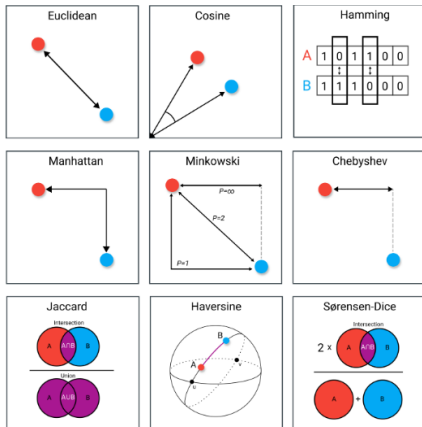 Euclidean
Cosine
Hamming
A 1 0 1 1 0 0
B 1 1 1 0 0 0
Manhattan
Minkowski
P=∞
P=2
P=1
Chebyshev
Jaccard
Intersection
A A∩B B
Union
A∪B
Haversine
B
A
U
V
Sørensen-Dice
Intersection
2 x A A∩B B
A + B